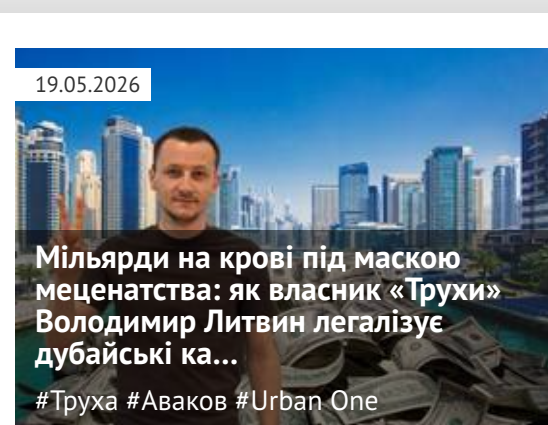 19.05.2026
Мільярди на крові під маскою
меценатства: як власник «Трухи»
Володимир Литвин легалізує
дубайські ка...
#Труха #Аваков #Urban One